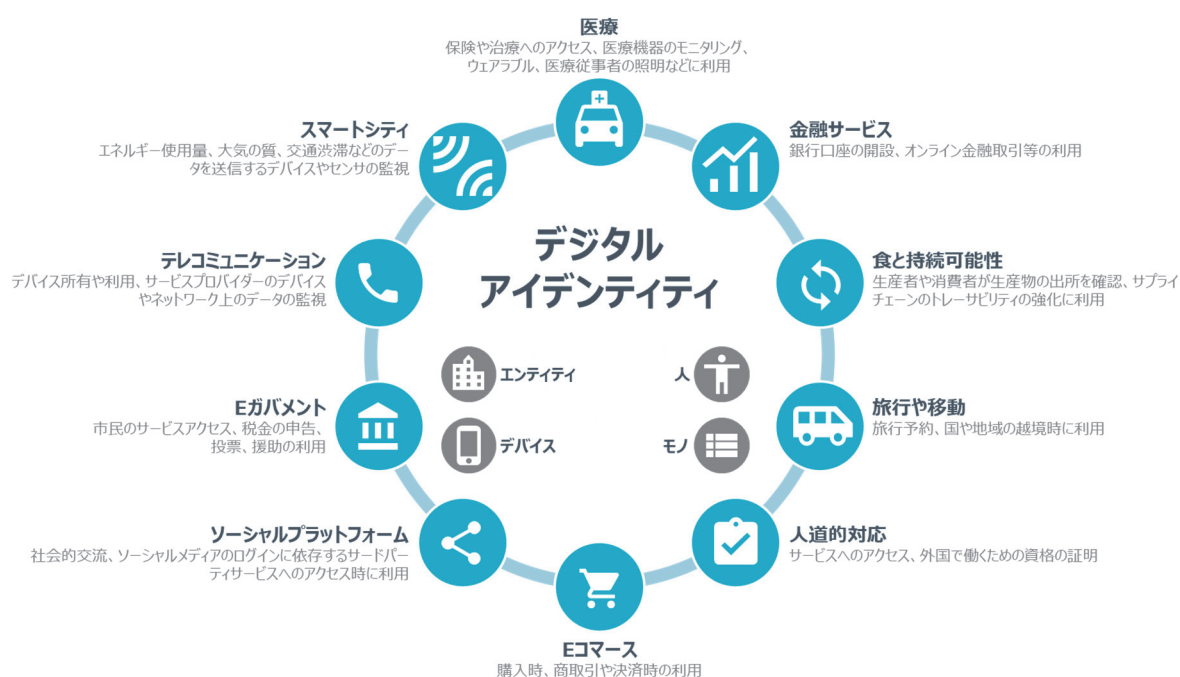 医療
保険や治療へのアクセス、医療機器のモニタリング、
ウェアラブル、医療従事者の照明などに利用
金融サービス
銀行口座の開設、オンライン金融取引等の利用
食と持続可能性
生産者や消費者が生産物の出所を確認、サプライ
チェーンのトレーサビリティの強化に利用
旅行や移動
旅行予約、国や地域の越境時に利用
人道的対応
サービスへのアクセス、外国で働くための資格の証明
Eコマース
購入時、商取引や決済時の利用
ソーシャルプラットフォーム
社会的交流、ソーシャルメディアのログインに依存するサードパー
ティサービスへのアクセス時に利用
Eガバメント
市民のサービスアクセス、税金の申告、
投票、援助の利用
テレコミュニケーション
デバイス所有や利用、サービスプロバイダーのデバイス
やネットワーク上のデータの監視
スマートシティ
エネルギー使用量、大気の質、交通渋滞などのデー
タを送信するデバイスやセンサの監視
デジタル
アイデンティティ
エンティティ
人
デバイス
モノ